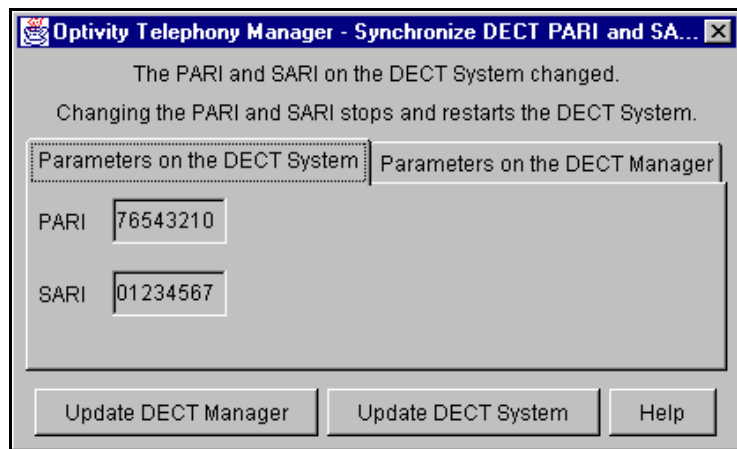 Optivity Telephony Manager - Synchronize DECT PARI and SA...
The PARI and SARI on the DECT System changed.
Changing the PARI and SARI stops and restarts the DECT System.
Parameters on the DECT System Parameters on the DECT Manager
PARI 76543210
SARI 01234567
Update DECT Manager Update DECT System Help